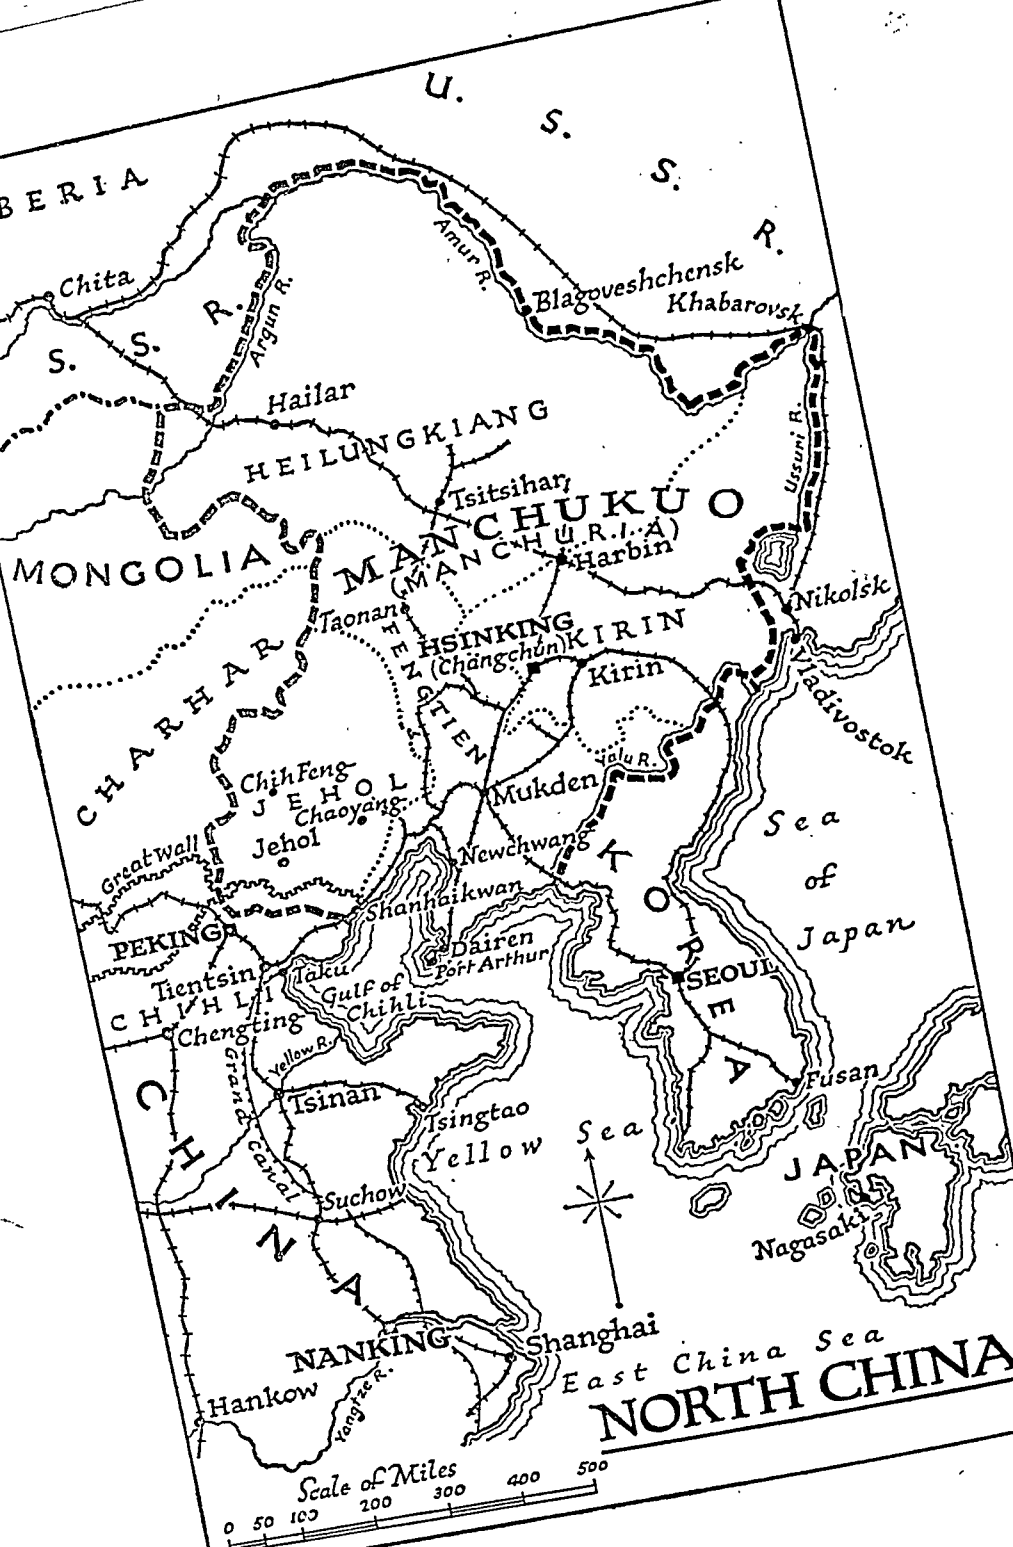 U. S. S. R.
BERIA
Chita
S. S. R.
Argun R.
Amur R.
Blagoveshchensk
Khabarovsk
Hailar
HEILUNGKIANG
Ussuri R.
Tsitsihar
MANCHUKUO
(MANCHURIA)
Harbin
MONGOLIA
Nikolsk
Taonan
FENGTIEN
HSINKING
(Changchun)
KIRIN
Kirin
Vladivostok
CHARHAR
Chih Feng
JEHOL
Chaoyang
Jehol
Yalu R.
Mukden
Newchwang
Great Wall
Shanhaikwan
KOREA
Sea
of
Japan
PEKING
Dairen
Port Arthur
Tientsin
Taku
SEOUL
CHIHLI
Gulf of
Chihli
Chengting
Yellow R.
Grand Canal
Tsinan
Fusan
Tsingtao
Yellow Sea
CHINA
JAPAN
Suchow
Nagasaki
NANKING
Shanghai
East China Sea
Hankow
Yangtze R.
NORTH CHINA
Scale of Miles
0 50 100 200 300 400 500